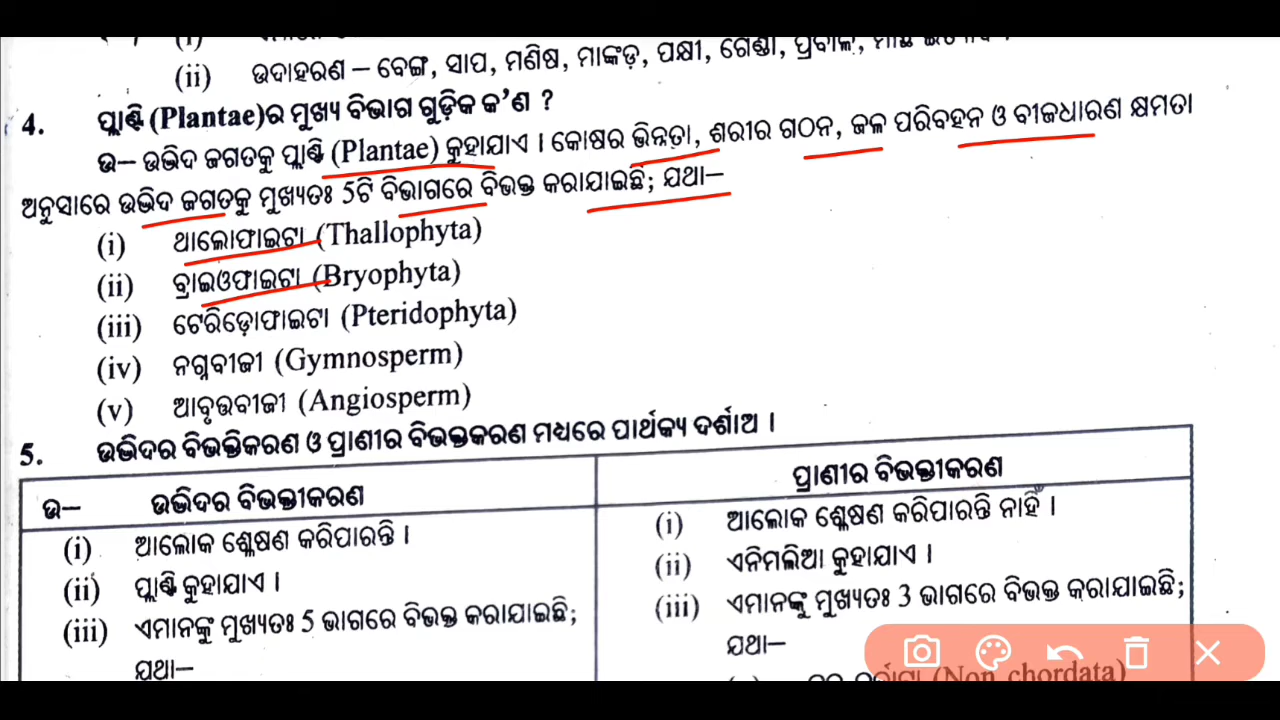 (i)
(ii) ଉଦାହରଣ – ବେଙ୍ଗ, ସାପ, ମଣିଷ, ମାଙ୍କଡ଼, ପକ୍ଷୀ, ଗେଣ୍ଡା, ପ୍ରବାଳ, ମାଛ
4. ପ୍ଲାଣ୍ଟି (Plantae)ର ମୁଖ୍ୟ ବିଭାଗ ଗୁଡ଼ିକ କ'ଣ ?
ଉ– ଉଦ୍ଭିଦ ଜଗତକୁ ପ୍ଲାଣ୍ଟି (Plantae) କୁହାଯାଏ । କୋଷର ଭିନ୍ନତା, ଶରୀର ଗଠନ, ଜଳ ପରିବହନ ଓ ବୀଜଧାରଣ କ୍ଷମତା
ଅନୁସାରେ ଉଦ୍ଭିଦ ଜଗତକୁ ମୁଖ୍ୟତଃ 5ଟି ବିଭାଗରେ ବିଭକ୍ତ କରାଯାଇଛି; ଯଥା–
(i) ଥାଲୋଫାଇଟା (Thallophyta)
(ii) ବ୍ରାଇଓଫାଇଟା (Bryophyta)
(iii) ଟେରିଡ଼ୋଫାଇଟା (Pteridophyta)
(iv) ନଗ୍ନବୀଜୀ (Gymnosperm)
(v) ଆବୃତ୍ତବୀଜୀ (Angiosperm)
5. ଉଦ୍ଭିଦର ବିଭକ୍ତିକରଣ ଓ ପ୍ରାଣୀର ବିଭକ୍ତକରଣ ମଧ୍ୟରେ ପାର୍ଥକ୍ୟ ଦର୍ଶାଅ ।
ଉ– ଉଦ୍ଭିଦର ବିଭକ୍ତୀକରଣ
(i) ଆଲୋକ ଶ୍ଳେଷଣ କରିପାରନ୍ତି ।
(ii) ପ୍ଲାଣ୍ଟି କୁହାଯାଏ ।
(iii) ଏମାନଙ୍କୁ ମୁଖ୍ୟତଃ 5 ଭାଗରେ ବିଭକ୍ତ କରାଯାଇଛି;
ଯଥା–
ପ୍ରାଣୀର ବିଭକ୍ତୀକରଣ
(i) ଆଲୋକ ଶ୍ଳେଷଣ କରିପାରନ୍ତି ନାହିଁ ।
(ii) ଏନିମଲିଆ କୁହାଯାଏ ।
(iii) ଏମାନଙ୍କୁ ମୁଖ୍ୟତଃ 3 ଭାଗରେ ବିଭକ୍ତ କରାଯାଇଛି;
ଯଥା–
(Non chordata)